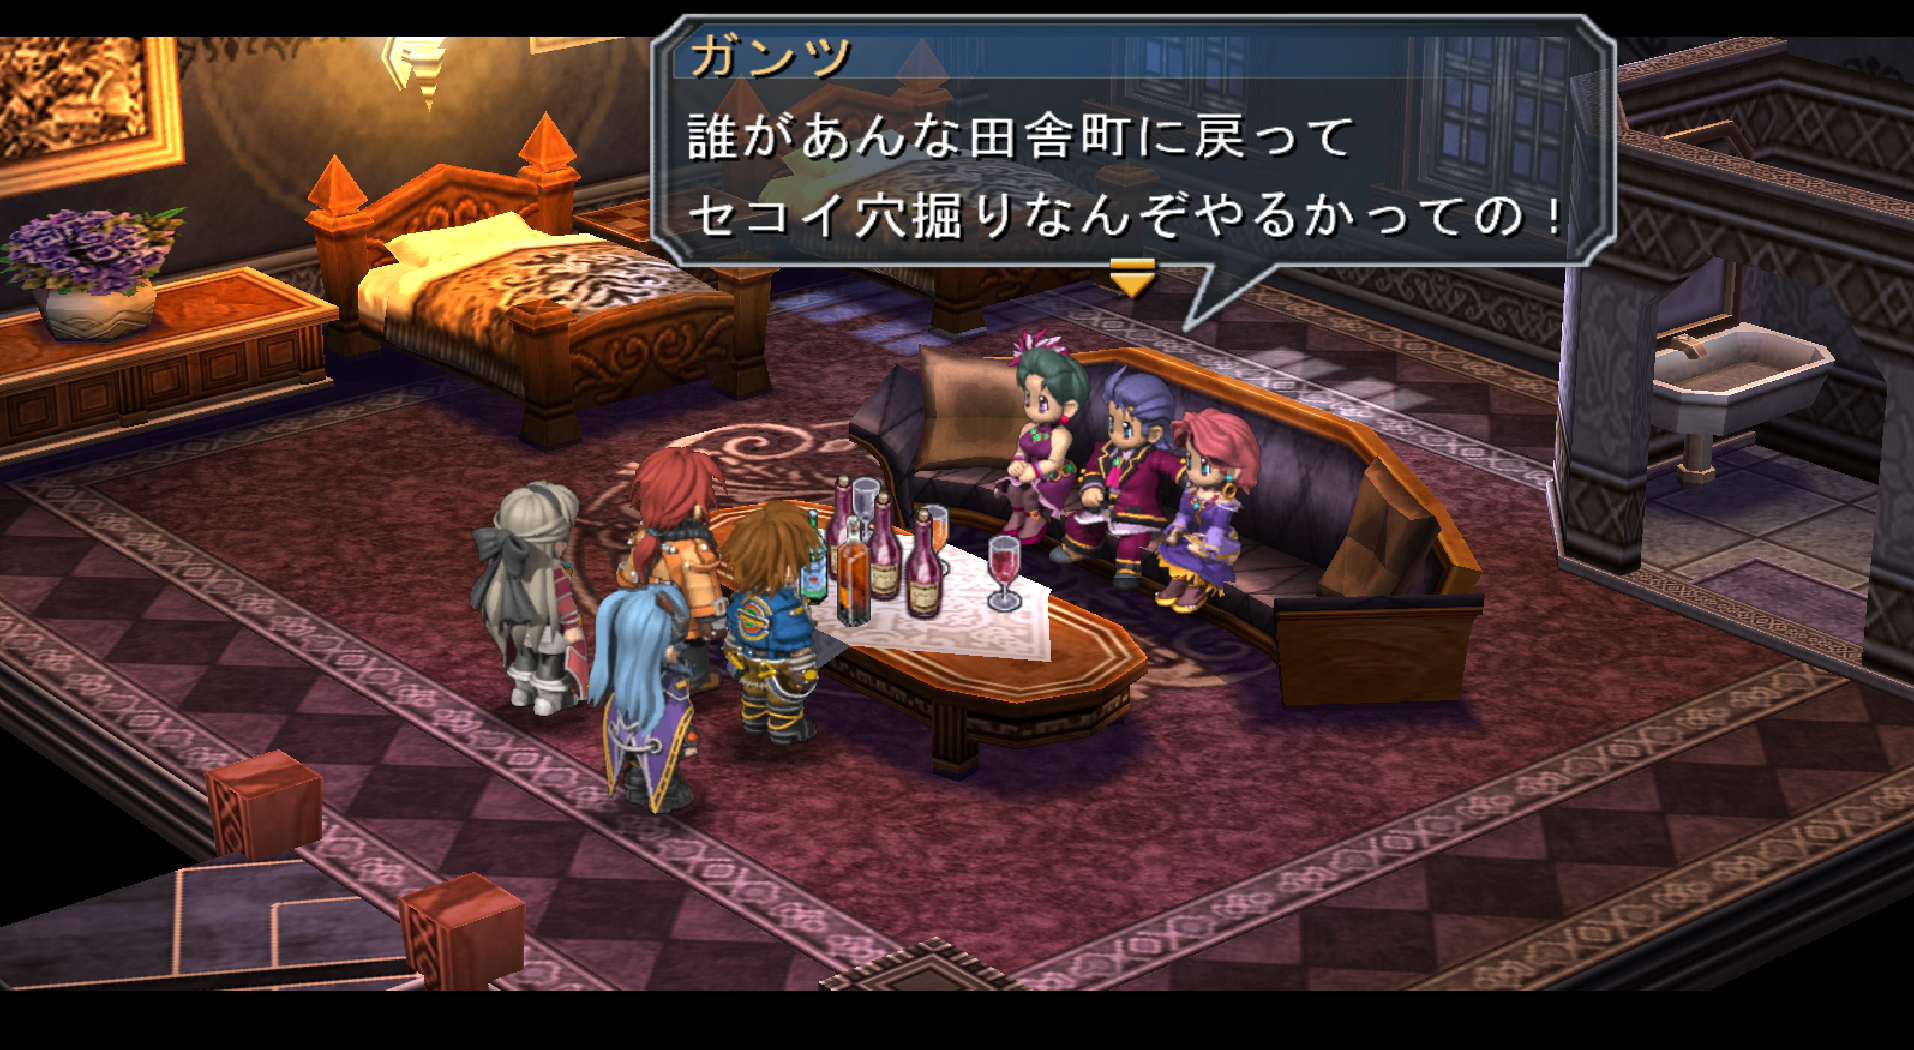 ガンツ
誰があんな田舎町に戻って
セコイ穴掘りなんぞやるかっての！